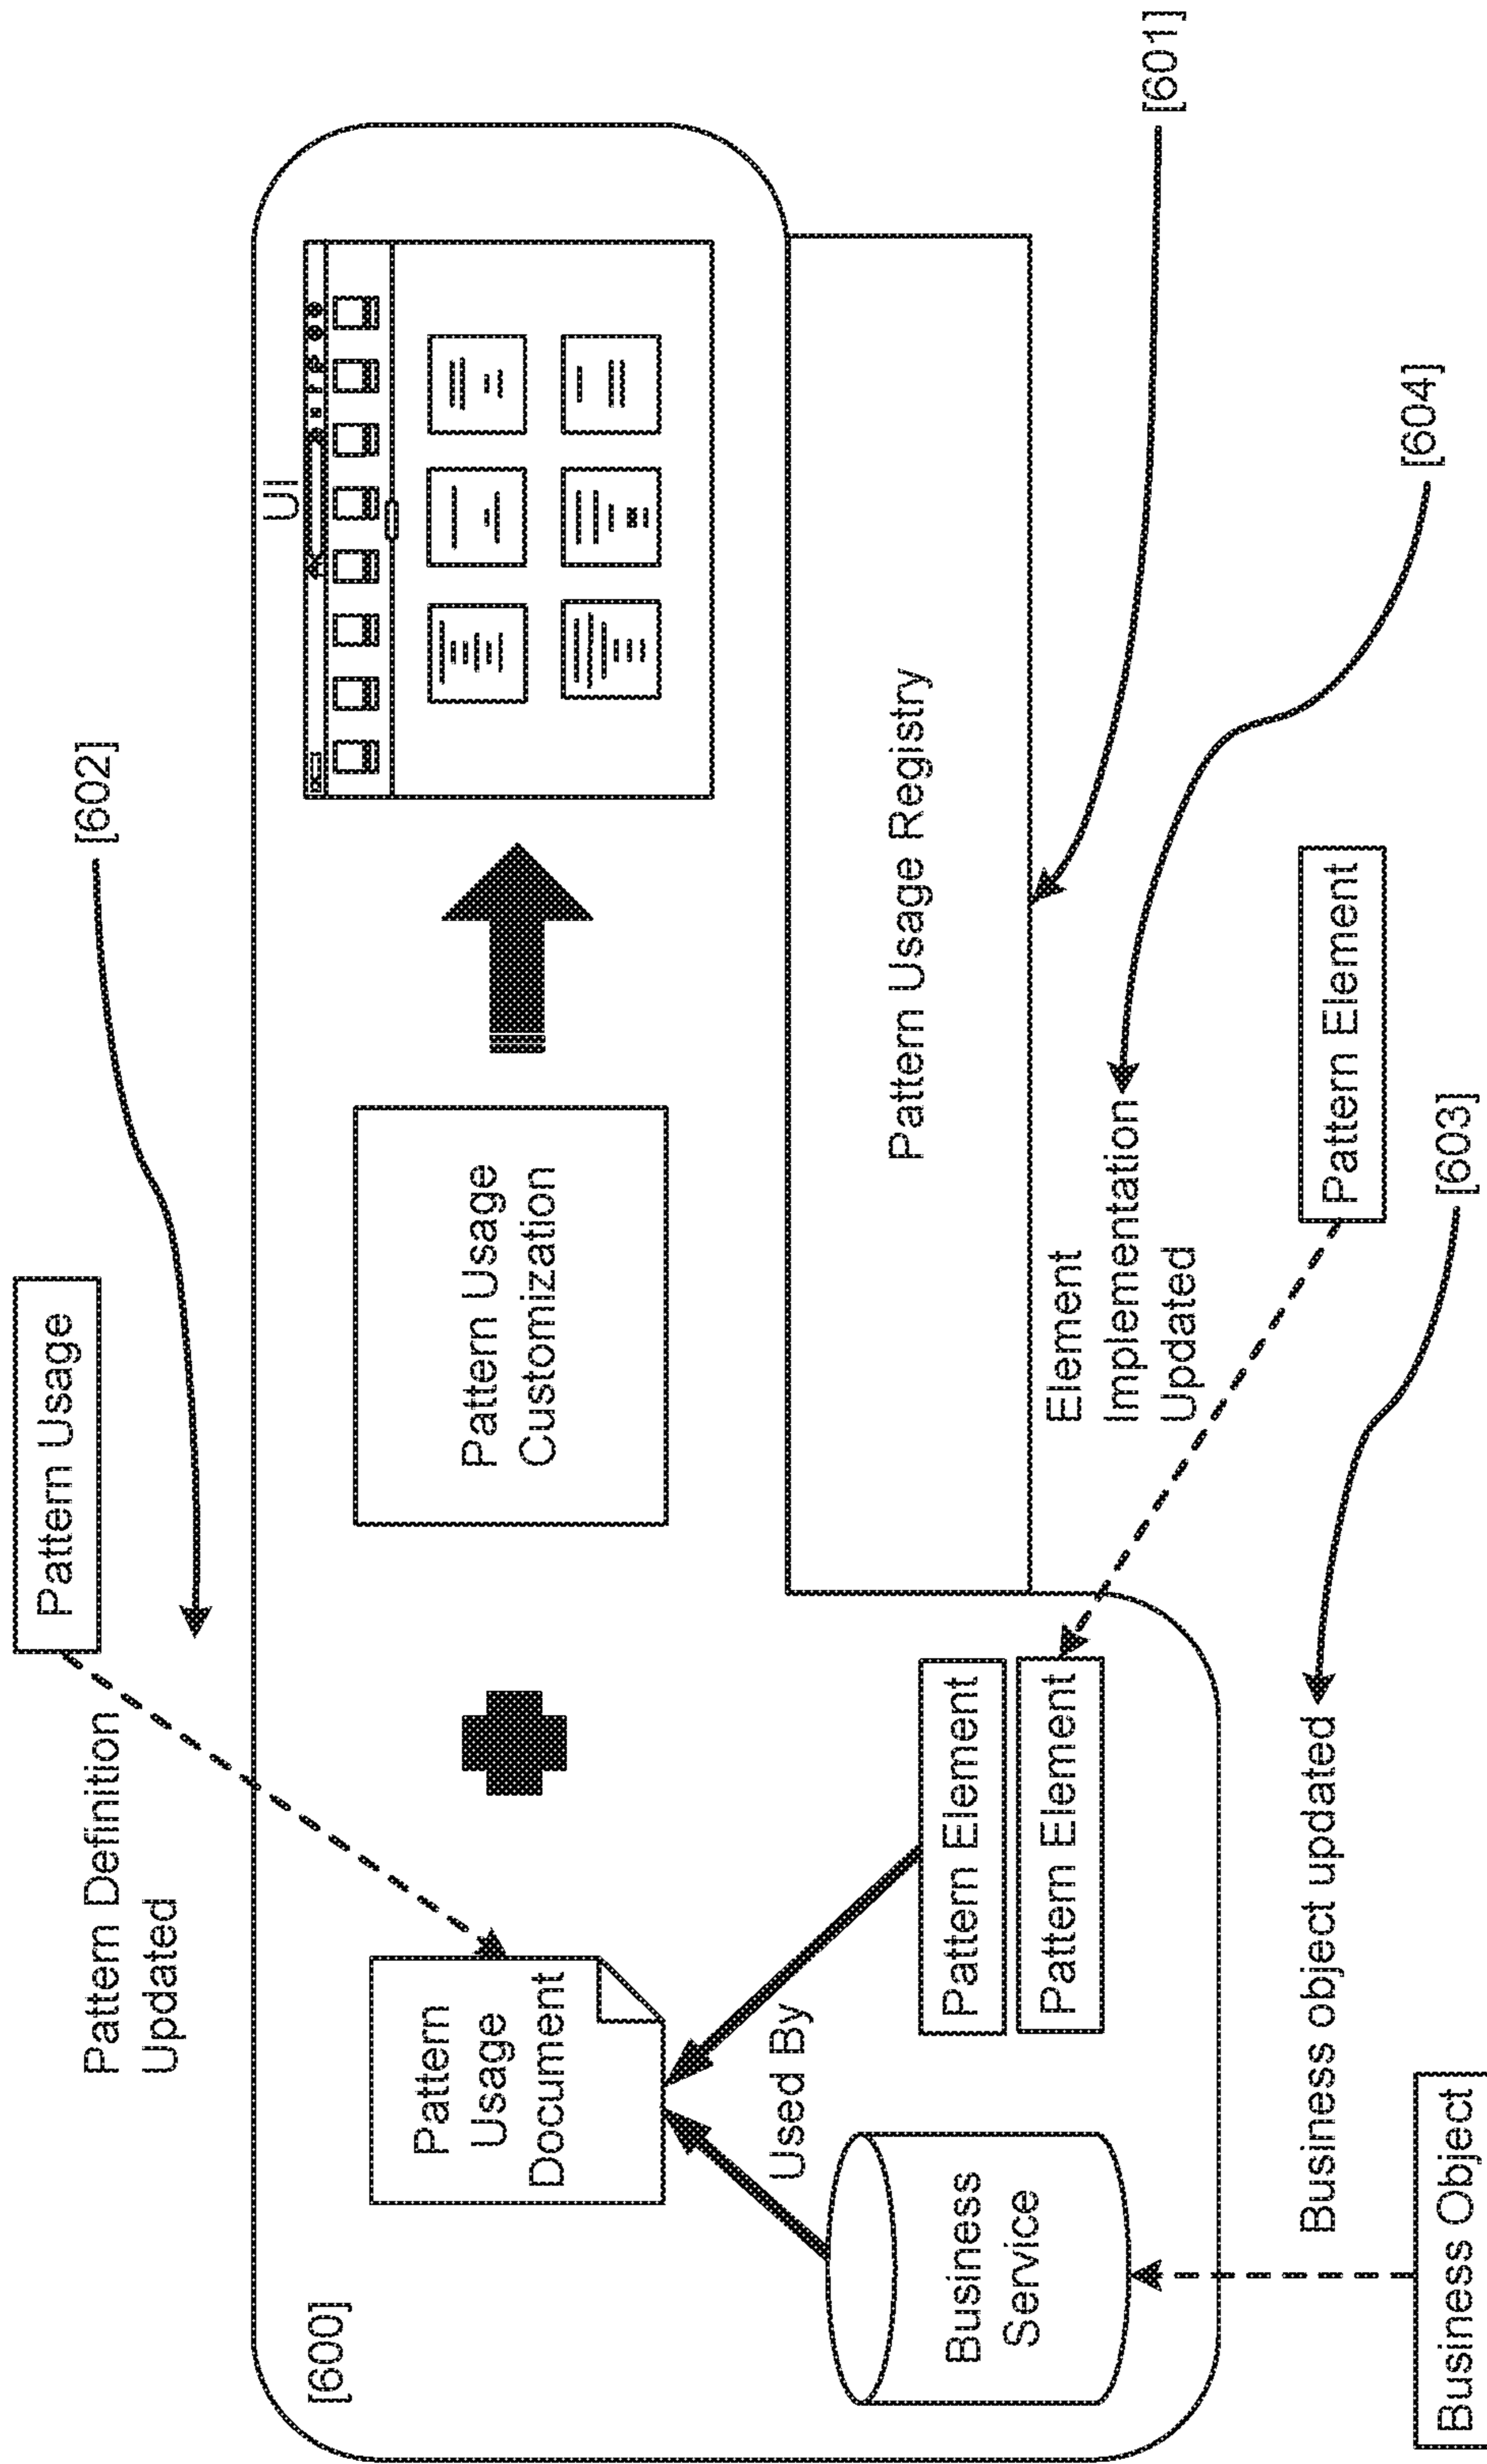 Pattern Usage
Pattern Definition
Updated
[602]
[600]
UI
Pattern
Usage
Document
Pattern Usage
Customization
Used By
Business
Service
Pattern Element
Pattern Element
Pattern Usage Registry
Element
Implementation
Updated
[601]
Business object updated
[604]
Business Object
Pattern Element
[603]